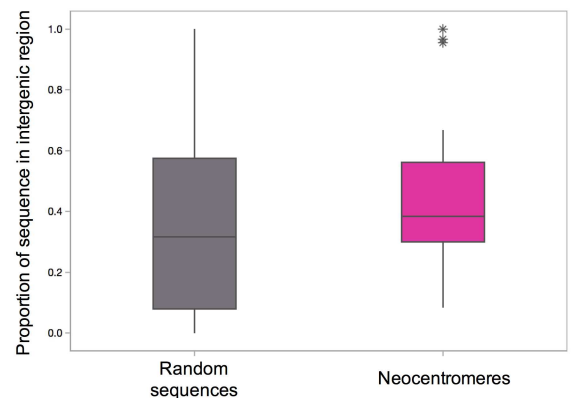 Proportion of sequence in intergenic region
1.0
0.8
0.6
0.4
0.2
0.0
Random
sequences
Neocentromeres